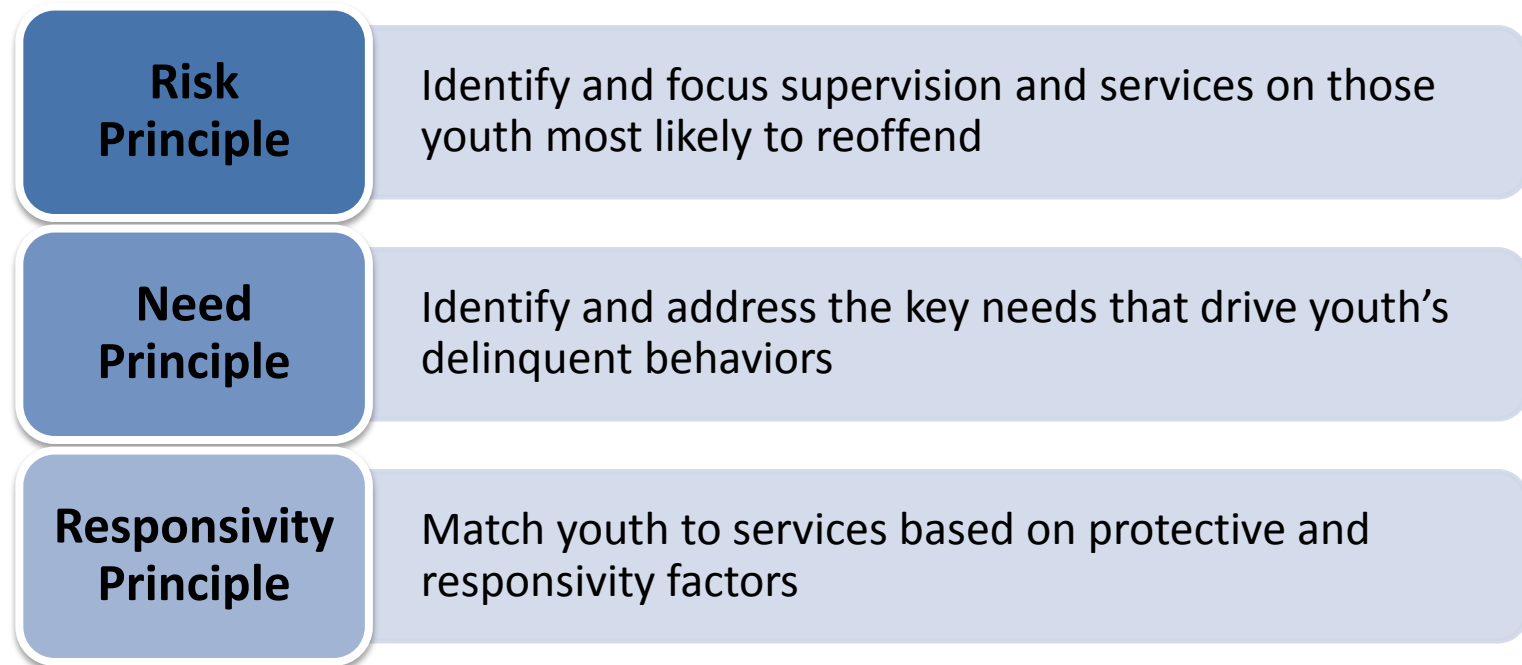 Risk
Principle
Identify and focus supervision and services on those
youth most likely to reoffend
Need
Principle
Identify and address the key needs that drive youth’s
delinquent behaviors
Responsivity
Principle
Match youth to services based on protective and
responsivity factors